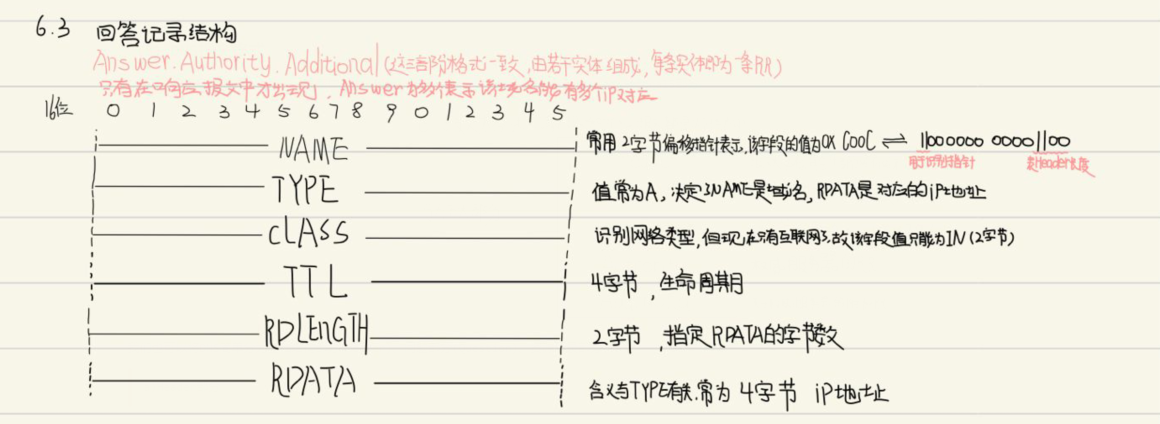 6.3 回答记录结构
Answer. Authority. Additional(这三部分格式一致,由若干实体组成,每条实体即为一条RR)
只有在响应报文中才出现, Answer为多代表示该域名能有多个iP对应
16位 0 1 2 3 4 5 6 7 8 9 0 1 2 3 4 5
NAME 常用2字节偏移指针表示,该字段的值为0X C00C ⇌ 11000000 00001100
用于识别指针 是Header长度
TYPE 值常为A,决定了NAME是域名,RDATA是对应的iP地址
CLASS 识别网络类型,但现在只有互联网了,故该字段值只能为IN(2字节)
TTL 4字节,生命周期
RDLENGTH 2字节,指定RDATA的字节数
RDATA 含义与TYPE有关.常为4字节 iP地址